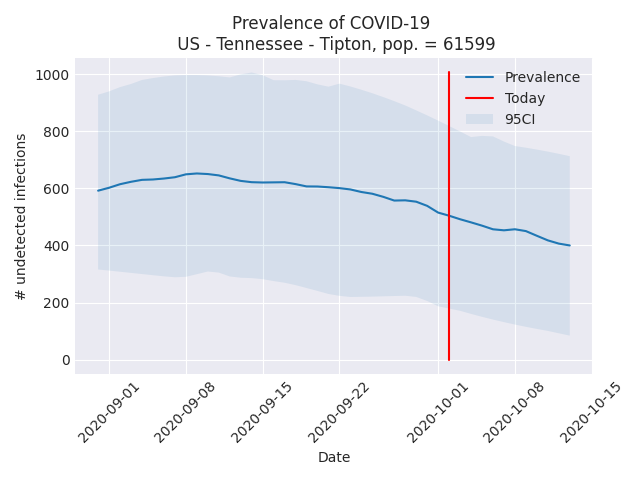 Prevalence of COVID-19
US - Tennessee - Tipton, pop. = 61599
1000
800
600
400
200
0
# undetected infections
Prevalence
Today
95CI
2020-09-01
2020-09-08
2020-09-15
2020-09-22
2020-10-01
2020-10-08
2020-10-15
Date